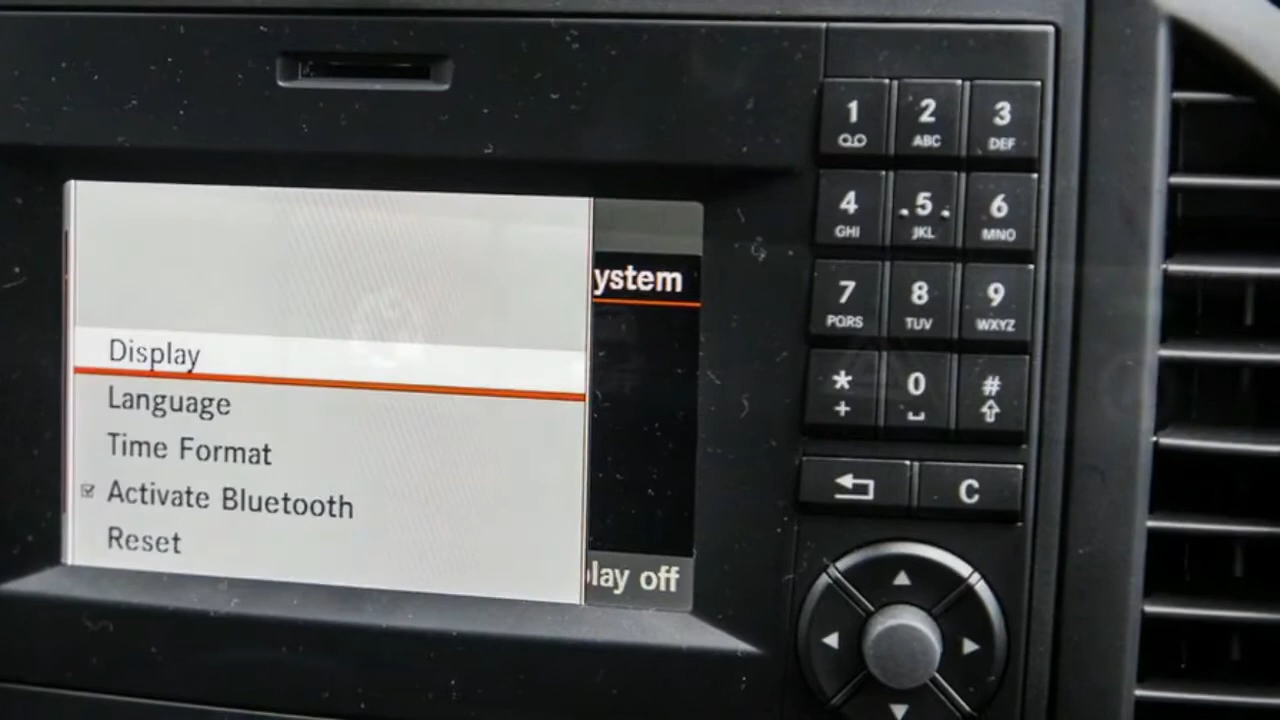 1
2 ABC
3 DEF
4 GHI
5 JKL
6 MNO
7 PQRS
8 TUV
9 WXYZ
* +
0
#
C
ystem
Display
Language
Time Format
Activate Bluetooth
Reset
lay off